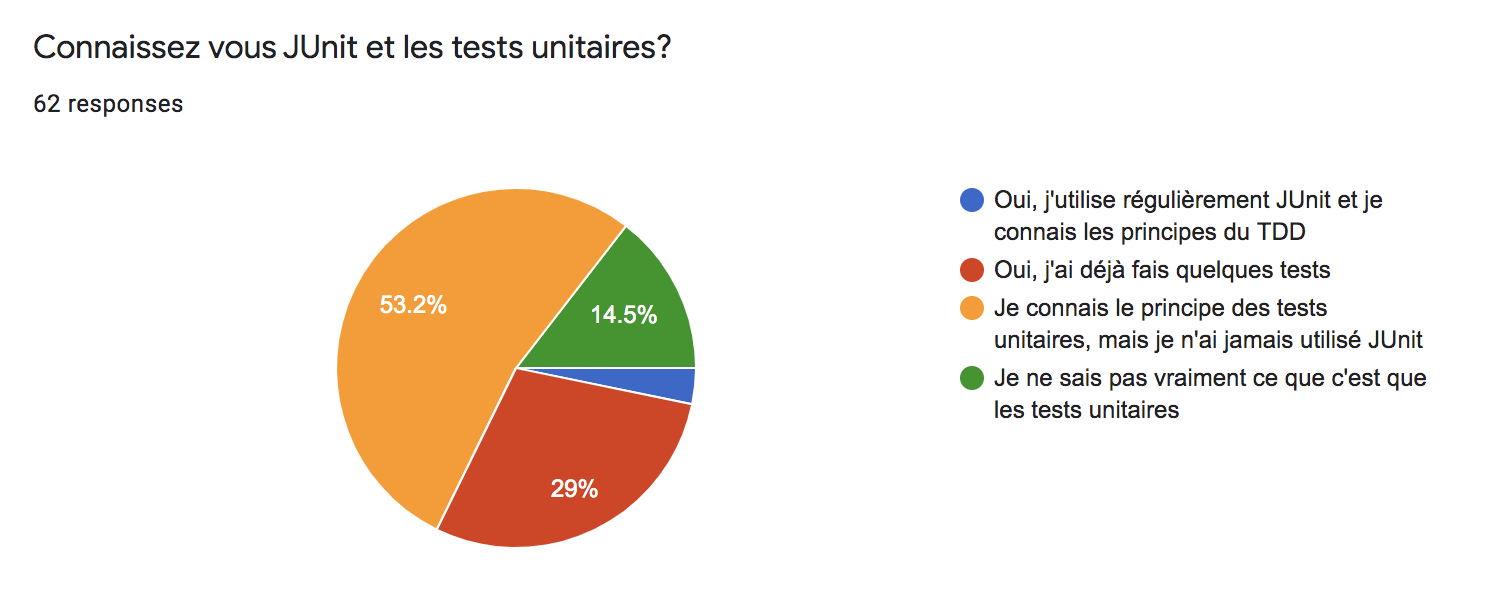 Connaissez vous JUnit et les tests unitaires?
62 responses
53.2%
14.5%
29%
Oui, j'utilise régulièrement JUnit et je
connais les principes du TDD
Oui, j'ai déjà fais quelques tests
Je connais le principe des tests
unitaires, mais je n'ai jamais utilisé JUnit
Je ne sais pas vraiment ce que c'est que
les tests unitaires